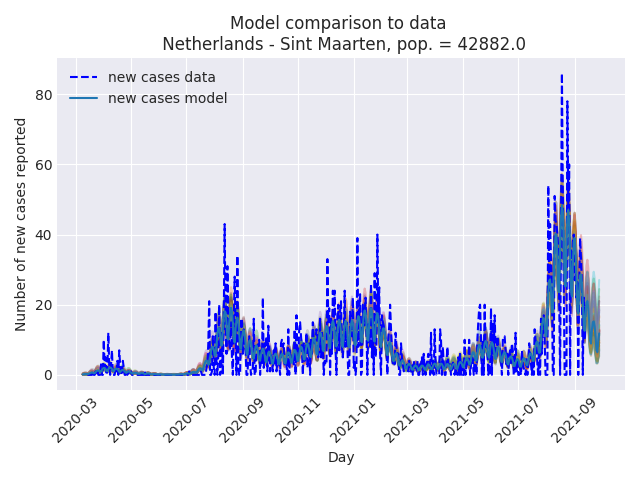 Model comparison to data
Netherlands - Sint Maarten, pop. = 42882.0
new cases data
new cases model
Number of new cases reported
80
60
40
20
0
2020-03
2020-05
2020-07
2020-09
2020-11
2021-01
2021-03
2021-05
2021-07
2021-09
Day